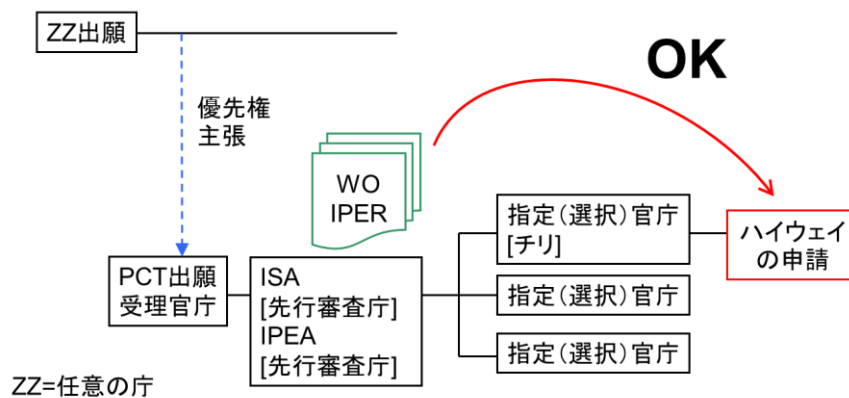 ZZ出願
OK
優先権
主張
WO
IPER
指定(選択)官庁
[チリ]
ハイウェイ
の申請
PCT出願
受理官庁
ISA
[先行審査庁]
IPEA
[先行審査庁]
指定(選択)官庁
指定(選択)官庁
ZZ=任意の庁